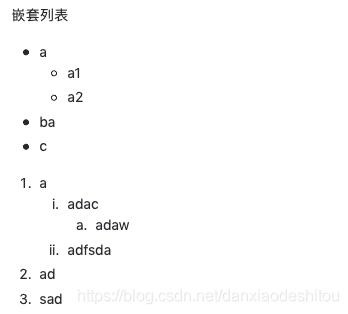 嵌套列表
• a
◦ a1
◦ a2
• ba
• c
1. a
i. adac
a. adaw
ii. adfsda
2. ad
3. sad
https://blog.csdn.net/danxiaodeshitou